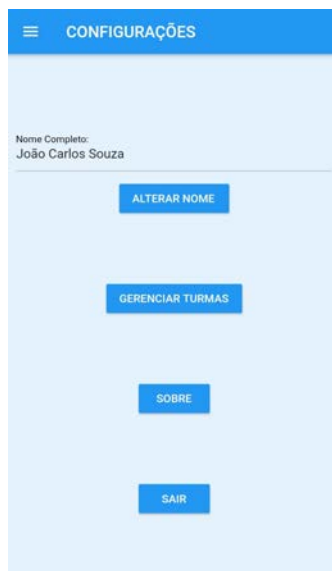 CONFIGURAÇÕES
Nome Completo:
João Carlos Souza
ALTERAR NOME
GERENCIAR TURMAS
SOBRE
SAIR